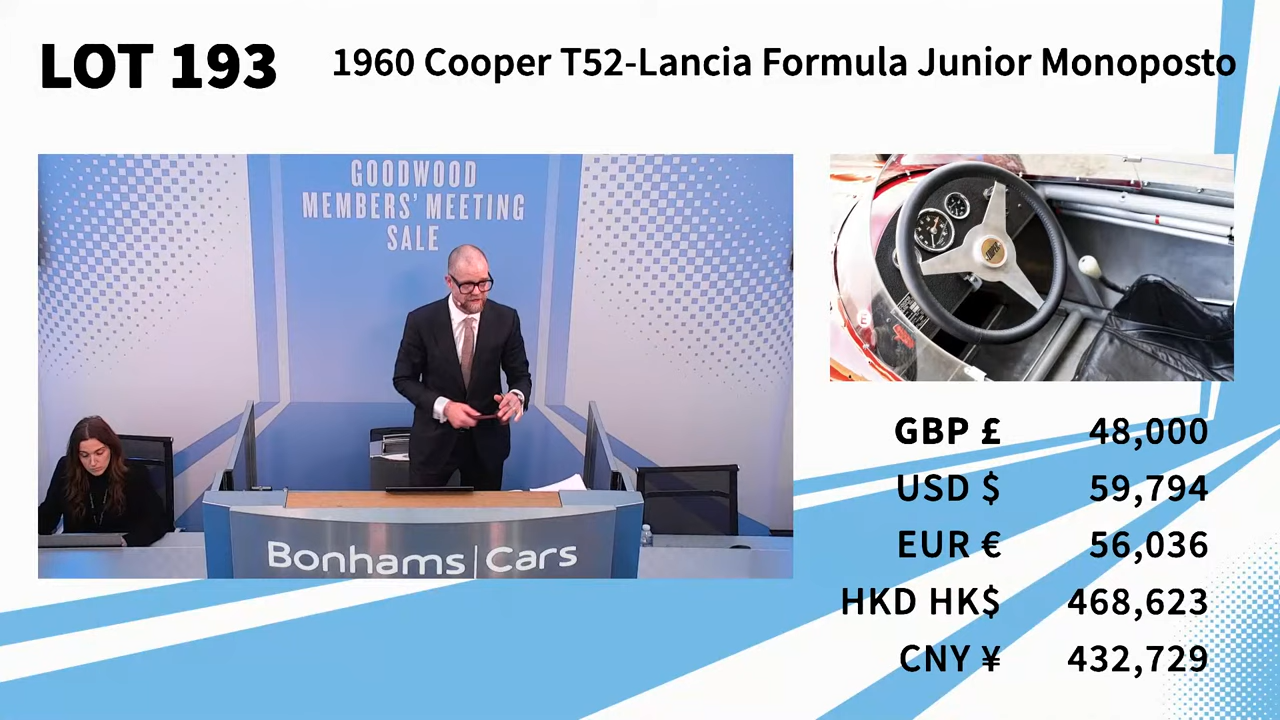 LOT 193
1960 Cooper T52-Lancia Formula Junior Monoposto
GOODWOOD
MEMBERS' MEETING
SALE
Bonhams|Cars
GBP £ 48,000
USD $ 59,794
EUR € 56,036
HKD HK$ 468,623
CNY ¥ 432,729